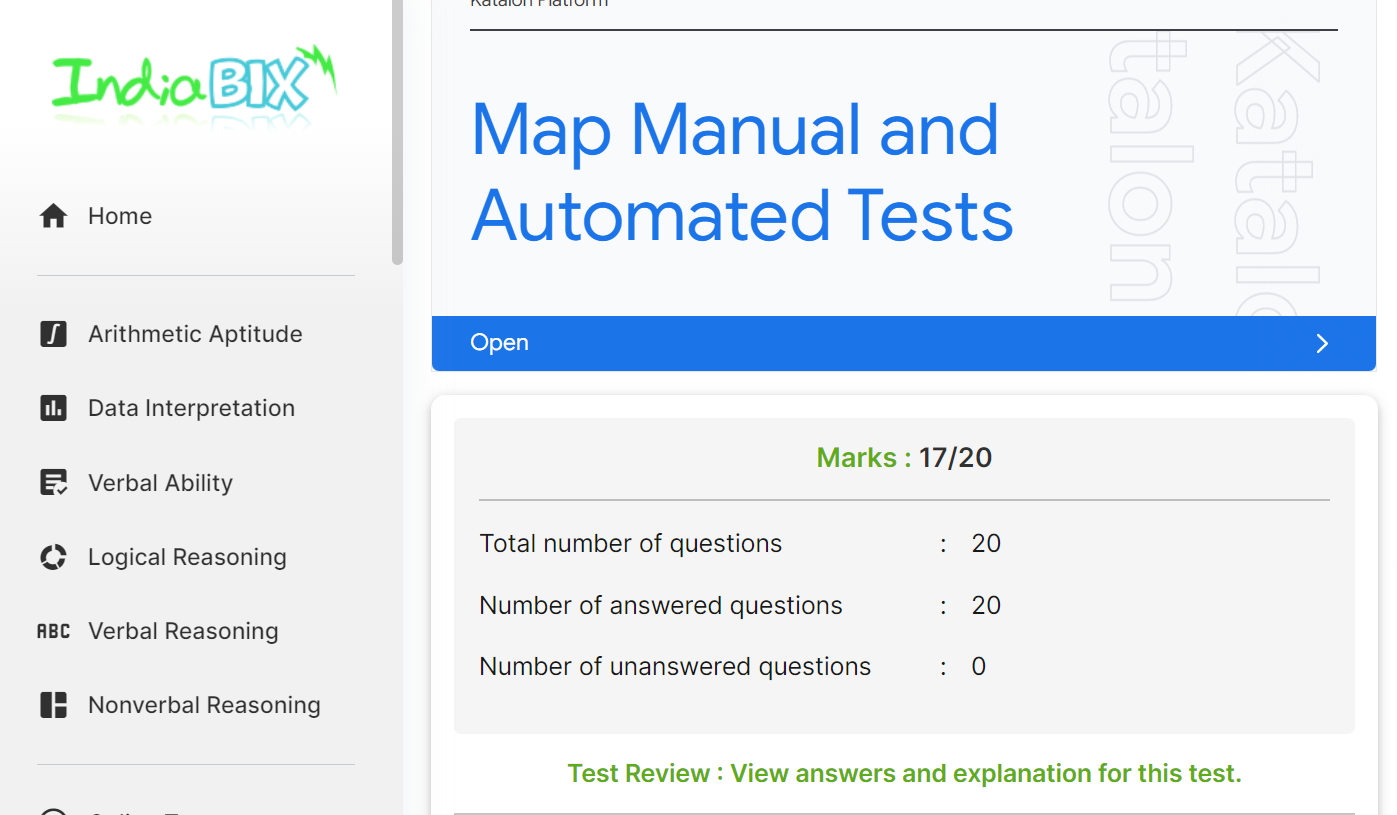 IndiaBIX
Home
Arithmetic Aptitude
Data Interpretation
Verbal Ability
Logical Reasoning
ABC Verbal Reasoning
Nonverbal Reasoning
Katalon Platform
Map Manual and
Automated Tests
talon
Katalo
Open
Marks : 17/20
Total number of questions : 20
Number of answered questions : 20
Number of unanswered questions : 0
Test Review : View answers and explanation for this test.